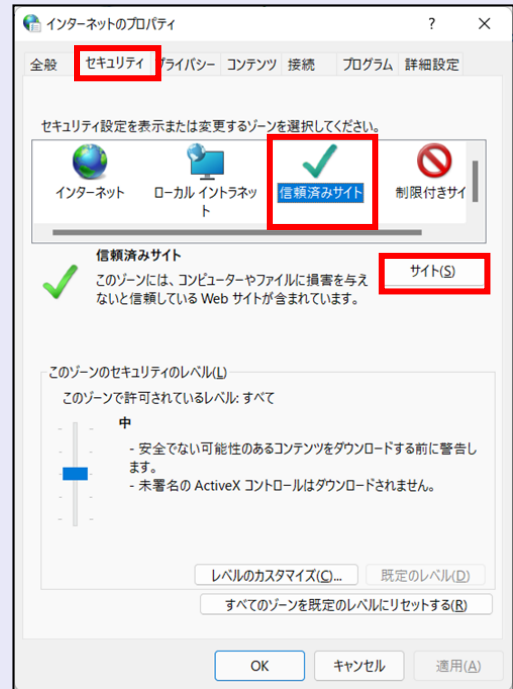 インターネットのプロパティ
? ×
全般 セキュリティ プライバシー コンテンツ 接続 プログラム 詳細設定
セキュリティ設定を表示または変更するゾーンを選択してください。
インターネット ローカル イントラネッ 信頼済みサイト 制限付きサイ
ト
信頼済みサイト
サイト(S)
このゾーンには、コンピューターやファイルに損害を与え
ないと信頼している Web サイトが含まれています。
このゾーンのセキュリティのレベル(L)
このゾーンで許可されているレベル: すべて
中
- 安全でない可能性のあるコンテンツをダウンロードする前に警告し
ます。
- 未署名の ActiveX コントロールはダウンロードされません。
レベルのカスタマイズ(C)... 既定のレベル(D)
すべてのゾーンを既定のレベルにリセットする(R)
OK キャンセル 適用(A)